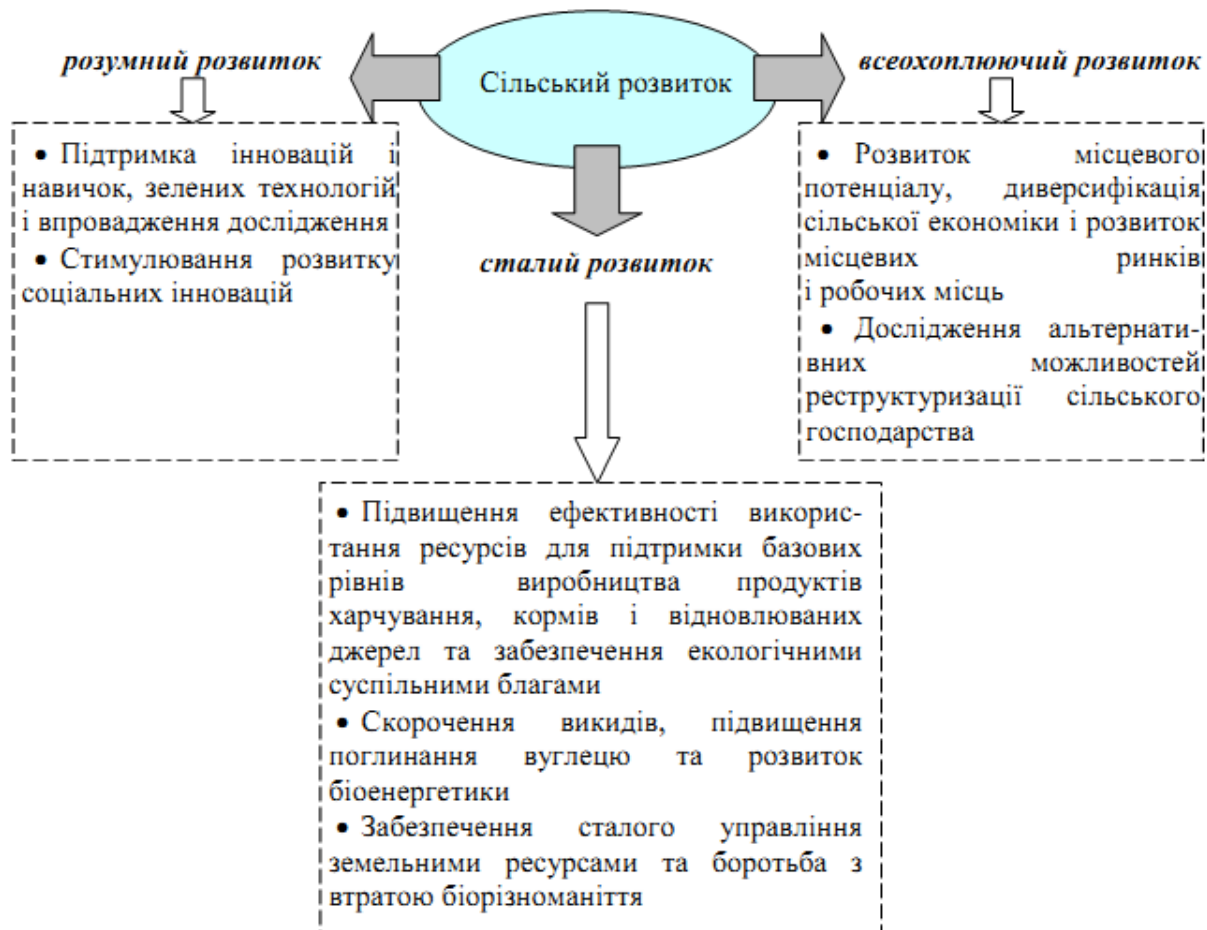 Сільський розвиток
розумний розвиток
• Підтримка інновацій і
навичок, зелених технологій
і впровадження дослідження
• Стимулювання розвитку
соціальних інновацій
сталий розвиток
• Підвищення ефективності викорис-
тання ресурсів для підтримки базових
рівнів виробництва продуктів
харчування, кормів і відновлюваних
джерел та забезпечення екологічними
суспільними благами
• Скорочення викидів, підвищення
поглинання вуглецю та розвиток
біоенергетики
• Забезпечення сталого управління
земельними ресурсами та боротьба з
втратою біорізноманіття
всеохоплюючий розвиток
• Розвиток місцевого
потенціалу, диверсифікація
сільської економіки і розвиток
місцевих ринків
і робочих місць
• Дослідження альтернати-
вних можливостей
реструктуризації сільського
господарства